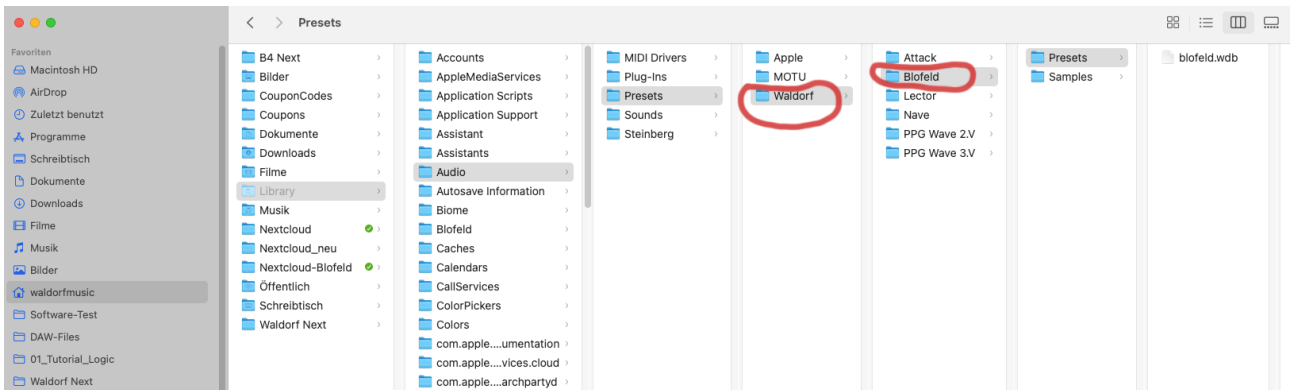 Presets
Favoriten
Macintosh HD
AirDrop
Zuletzt benutzt
Programme
Schreibtisch
Dokumente
Downloads
Filme
Musik
Bilder
waldorfmusic
Software-Test
DAW-Files
01_Tutorial_Logic
Waldorf Next
B4 Next
Bilder
CouponCodes
Coupons
Dokumente
Downloads
Filme
Library
Musik
Nextcloud
Nextcloud_neu
Nextcloud-Blofeld
Öffentlich
Schreibtisch
Waldorf Next
Accounts
AppleMediaServices
Application Scripts
Application Support
Assistant
Assistants
Audio
Autosave Information
Biome
Blofeld
Caches
Calendars
CallServices
ColorPickers
Colors
com.apple....umentation
com.apple....vices.cloud
com.apple....archpartyd
MIDI Drivers
Plug-Ins
Presets
Sounds
Steinberg
Apple
MOTU
Waldorf
Attack
Blofeld
Lector
Nave
PPG Wave 2.V
PPG Wave 3.V
Presets
Samples
blofeld.wdb